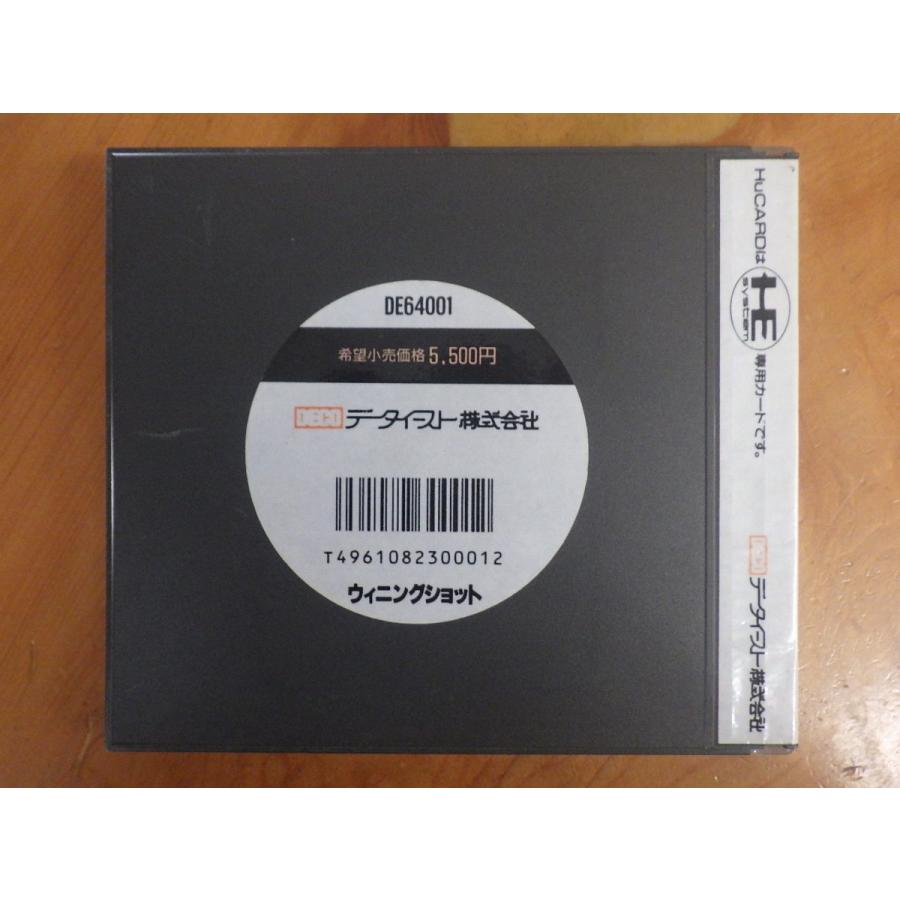 DE64001
希望小売価格 5,500円
DECO データイースト株式会社
T4961082300012
ウィニングショット
HuCARDは HE system 専用カードです。
DECO データイースト株式会社